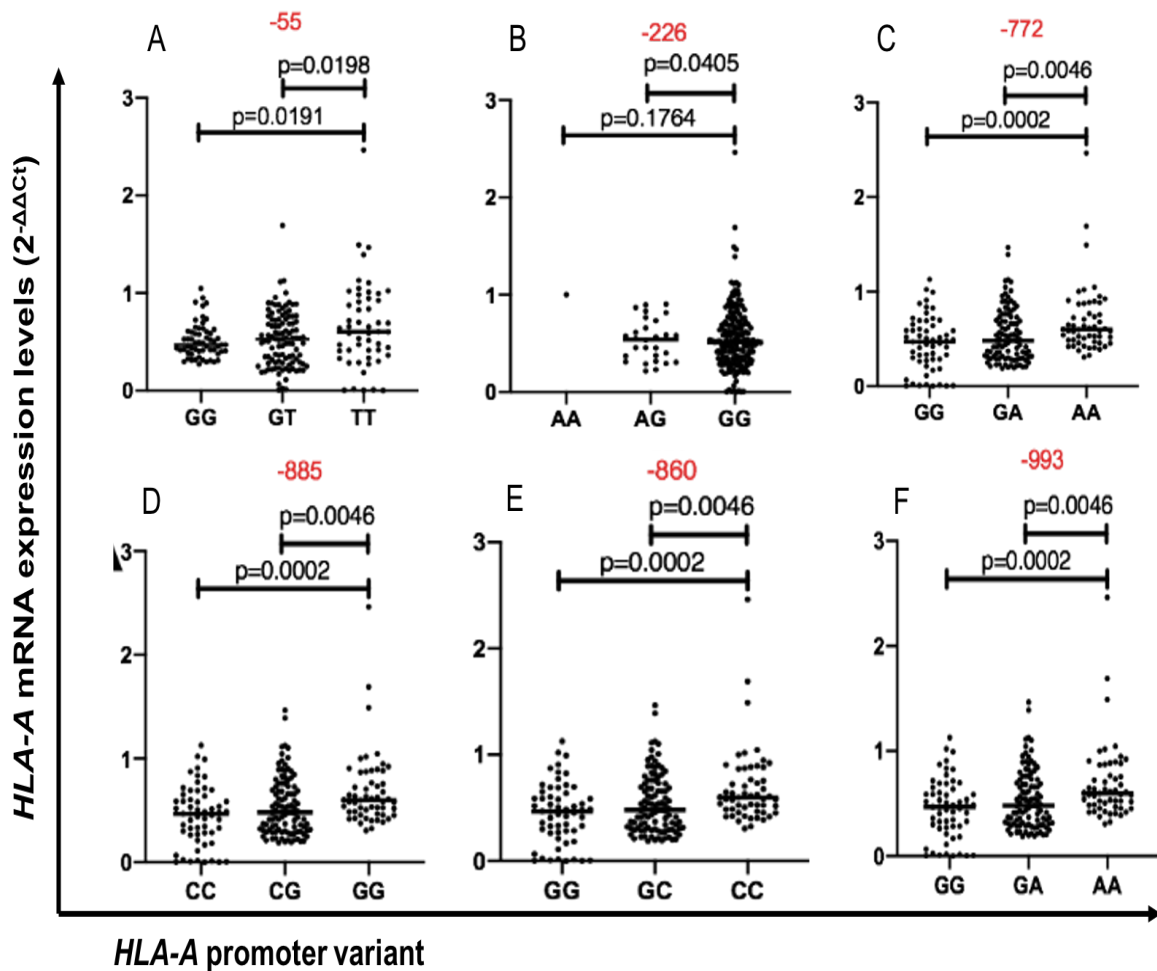 HLA-A mRNA expression levels (2-ΔΔCt)
A
-55
p=0.0198
p=0.0191
3
2
1
0
GG GT TT
B
-226
p=0.0405
p=0.1764
3
2
1
0
AA AG GG
C
-772
p=0.0046
p=0.0002
3
2
1
0
GG GA AA
D
-885
p=0.0046
p=0.0002
3
2
1
0
CC CG GG
E
-860
p=0.0046
p=0.0002
3
2
1
0
GG GC CC
F
-993
p=0.0046
p=0.0002
3
2
1
0
GG GA AA
HLA-A promoter variant